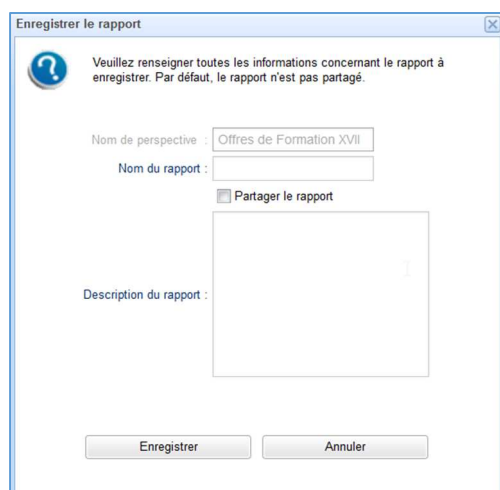 Enregistrer le rapport
Veuillez renseigner toutes les informations concernant le rapport à
enregistrer. Par défaut, le rapport n'est pas partagé.
Nom de perspective : Offres de Formation XVII
Nom du rapport :
Partager le rapport
Description du rapport :
Enregistrer Annuler